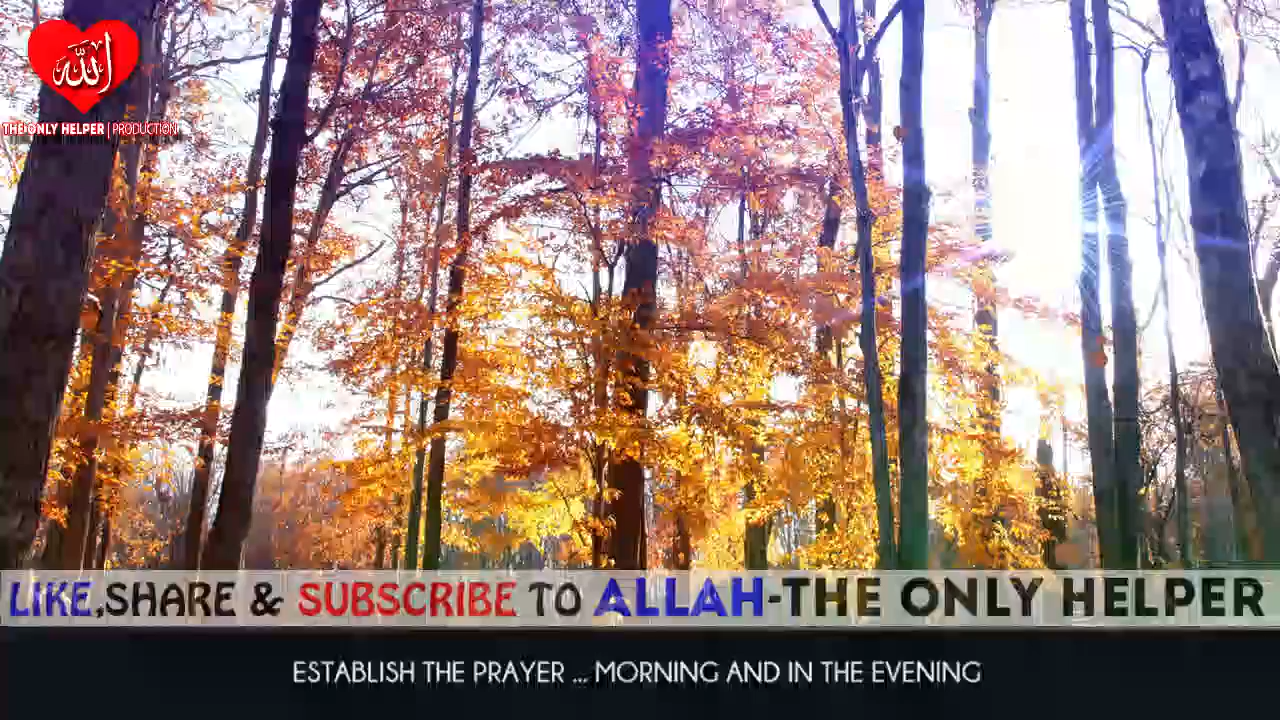 الله
THE ONLY HELPER | PRODUCTION
LIKE,SHARE & SUBSCRIBE TO ALLAH-THE ONLY HELPER
ESTABLISH THE PRAYER ... MORNING AND IN THE EVENING